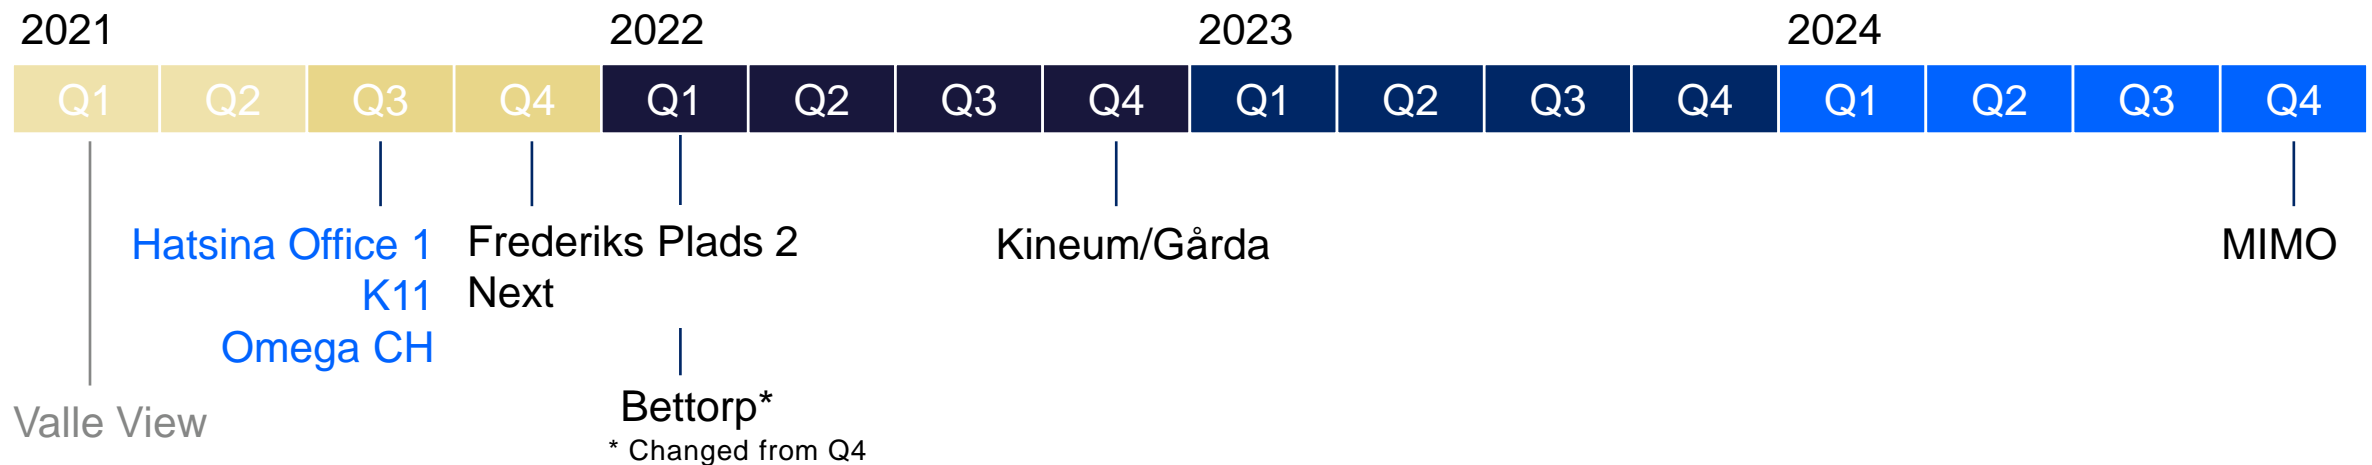 2021 2022 2023 2024
Q1 Q2 Q3 Q4 Q1 Q2 Q3 Q4 Q1 Q2 Q3 Q4 Q1 Q2 Q3 Q4
Hatsina Office 1
K11
Omega CH
Valle View
Frederiks Plads 2
Next
Bettorp*
* Changed from Q4
Kineum/Gårda
MIMO